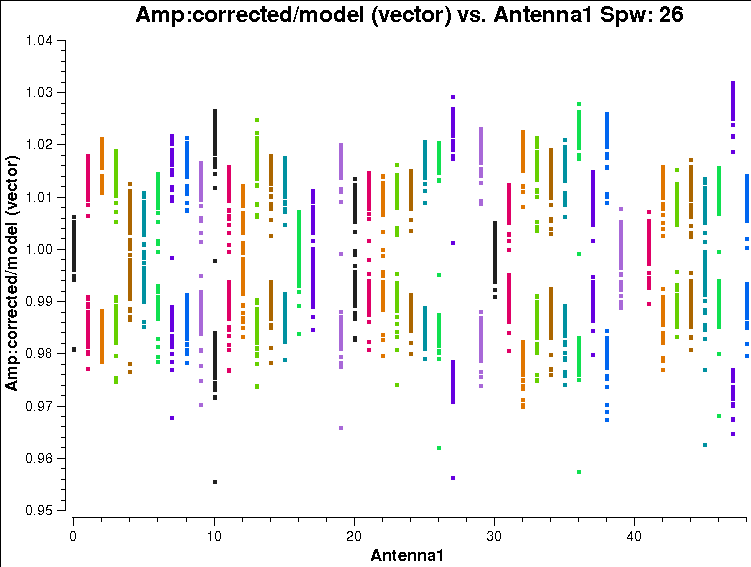 Amp:corrected/model (vector) vs. Antenna1 Spw: 26
1.04
1.03
1.02
1.01
1.00
0.99
0.98
0.97
0.96
0.95
Amp:corrected/model (vector)
0 10 20 30 40
Antenna1